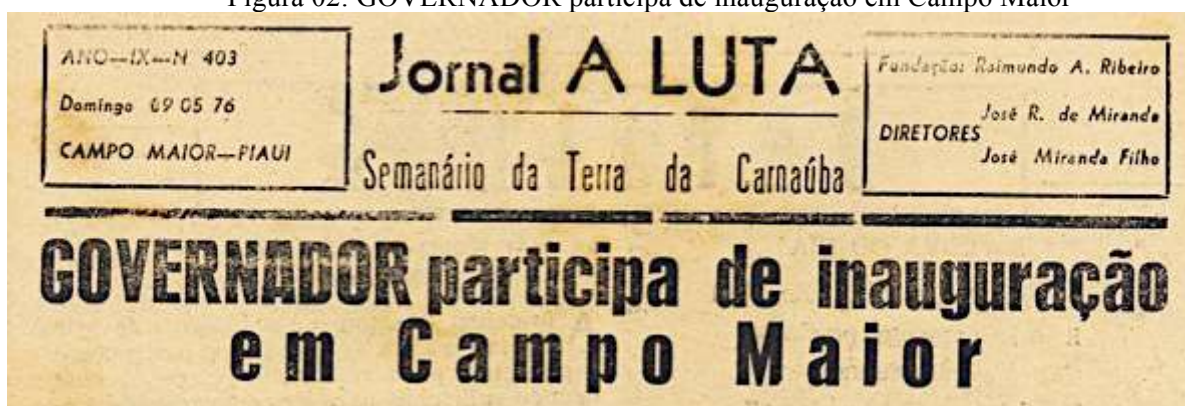 Figura 02: GOVERNADOR participa de inauguração em Campo Maior
ANO—IX—N 403
Domingo 09 05 76
CAMPO MAIOR—PIAUI
Jornal A LUTA
Semanário da Terra da Carnaúba
Fundação: Raimundo A. Ribeiro
José R. de Miranda
DIRETORES
José Miranda Filho
GOVERNADOR participa de inauguração
em Campo Maior